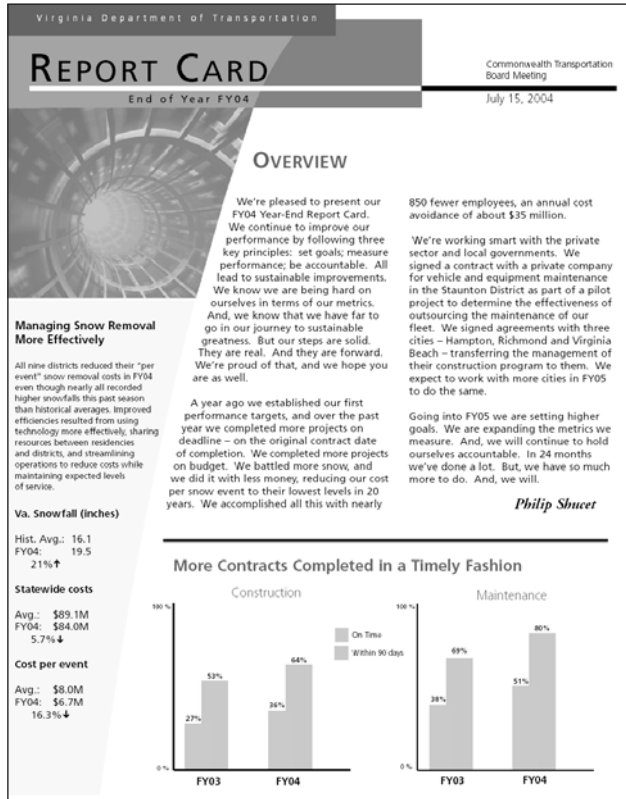 Virginia Department of Transportation
REPORT CARD
End of Year FY04
Commonwealth Transportation
Board Meeting
July 15, 2004
OVERVIEW
We're pleased to present our
FY04 Year-End Report Card.
We continue to improve our
performance by following three
key principles: set goals; measure
performance; be accountable. All
lead to sustainable improvements.
We know we are being hard on
ourselves in terms of our metrics.
And, we know that we have far to
go in our journey to sustainable
greatness. But our steps are solid.
They are real. And they are forward.
We're proud of that, and we hope you
are as well.
A year ago we established our first
performance targets, and over the past
year we completed more projects on
deadline – on the original contract date
of completion. We completed more projects
on budget. We battled more snow, and
we did it with less money, reducing our cost
per snow event to their lowest levels in 20
years. We accomplished all this with nearly
850 fewer employees, an annual cost
avoidance of about $35 million.
We're working smart with the private
sector and local governments. We
signed a contract with a private company
for vehicle and equipment maintenance
in the Staunton District as part of a pilot
project to determine the effectiveness of
outsourcing the maintenance of our
fleet. We signed agreements with three
cities – Hampton, Richmond and Virginia
Beach – transferring the management of
their construction program to them. We
expect to work with more cities in FY05
to do the same.
Going into FY05 we are setting higher
goals. We are expanding the metrics we
measure. And, we will continue to hold
ourselves accountable. In 24 months
we've done a lot. But, we have so much
more to do. And, we will.
Philip Shucet
Managing Snow Removal
More Effectively
All nine districts reduced their "per
event" snow removal costs in FY04
even though nearly all recorded
higher snowfalls this past season
than historical averages. Improved
efficiencies resulted from using
technology more effectively, sharing
resources between residencies
and districts, and streamlining
operations to reduce costs while
maintaining expected levels
of service.
Va. Snowfall (inches)
Hist. Avg.: 16.1
FY04: 19.5
21%↑
Statewide costs
Avg.: $89.1M
FY04: $84.0M
5.7%↓
Cost per event
Avg.: $8.0M
FY04: $6.7M
16.3%↓
More Contracts Completed in a Timely Fashion
Construction
100 %
27%
53%
36%
64%
0 %
FY03 FY04
On Time
Within 90 days
Maintenance
100 %
38%
69%
51%
80%
0 %
FY03 FY04